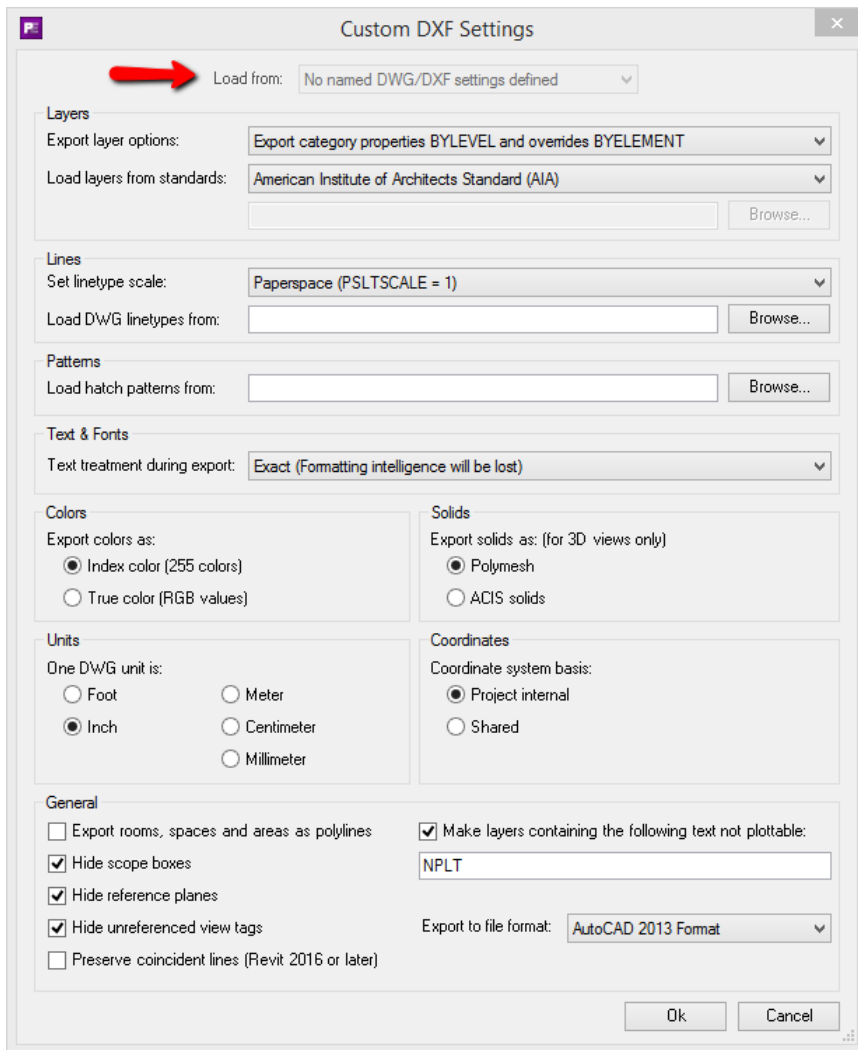 PE
Custom DXF Settings
Load from: No named DWG/DXF settings defined
Layers
Export layer options: Export category properties BYLEVEL and overrides BYELEMENT
Load layers from standards: American Institute of Architects Standard (AIA)
Browse...
Lines
Set linetype scale: Paperspace (PSLTSCALE = 1)
Load DWG linetypes from: Browse...
Patterns
Load hatch patterns from: Browse...
Text & Fonts
Text treatment during export: Exact (Formatting intelligence will be lost)
Colors
Export colors as:
Index color (255 colors)
True color (RGB values)
Solids
Export solids as: (for 3D views only)
Polymesh
ACIS solids
Units
One DWG unit is:
Foot Meter
Inch Centimeter
Millimeter
Coordinates
Coordinate system basis:
Project internal
Shared
General
Export rooms, spaces and areas as polylines
Hide scope boxes
Hide reference planes
Hide unreferenced view tags
Preserve coincident lines (Revit 2016 or later)
Make layers containing the following text not plottable:
NPLT
Export to file format: AutoCAD 2013 Format
Ok Cancel